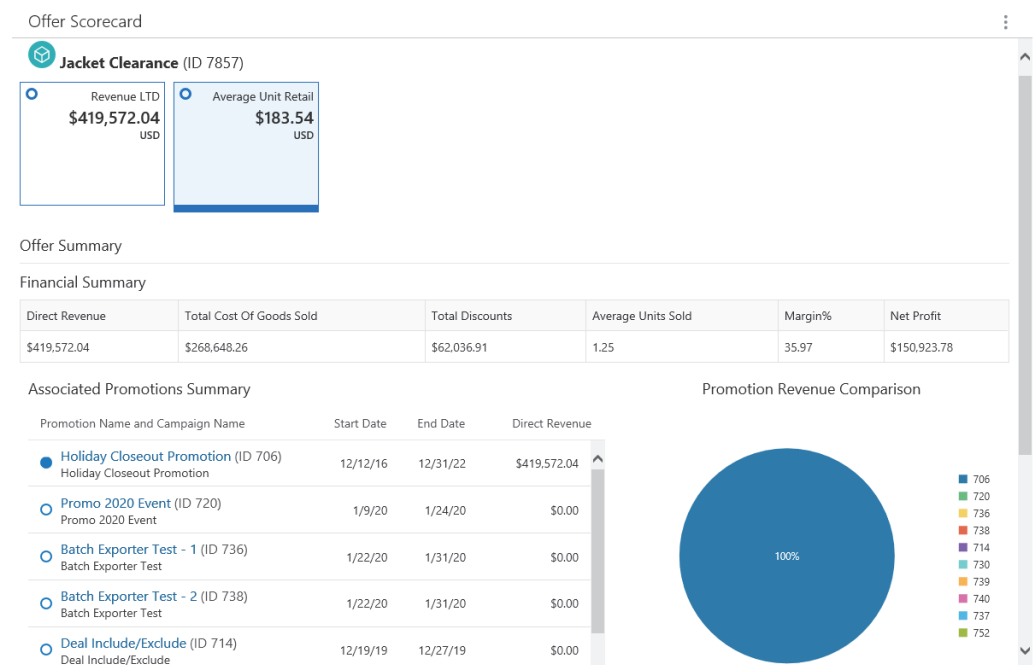 Offer Scorecard
Jacket Clearance (ID 7857)
Revenue LTD
$419,572.04
USD
Average Unit Retail
$183.54
USD
Offer Summary
Financial Summary
Direct Revenue Total Cost Of Goods Sold Total Discounts Average Units Sold Margin% Net Profit
$419,572.04 $268,648.26 $62,036.91 1.25 35.97 $150,923.78
Associated Promotions Summary
Promotion Name and Campaign Name Start Date End Date Direct Revenue
Holiday Closeout Promotion (ID 706) 12/12/16 12/31/22 $419,572.04
Holiday Closeout Promotion
Promo 2020 Event (ID 720) 1/9/20 1/24/20 $0.00
Promo 2020 Event
Batch Exporter Test - 1 (ID 736) 1/22/20 1/31/20 $0.00
Batch Exporter Test
Batch Exporter Test - 2 (ID 738) 1/22/20 1/31/20 $0.00
Batch Exporter Test
Deal Include/Exclude (ID 714) 12/19/19 12/27/19 $0.00
Deal Include/Exclude
Promotion Revenue Comparison
100%
706
720
736
738
714
730
739
740
737
752